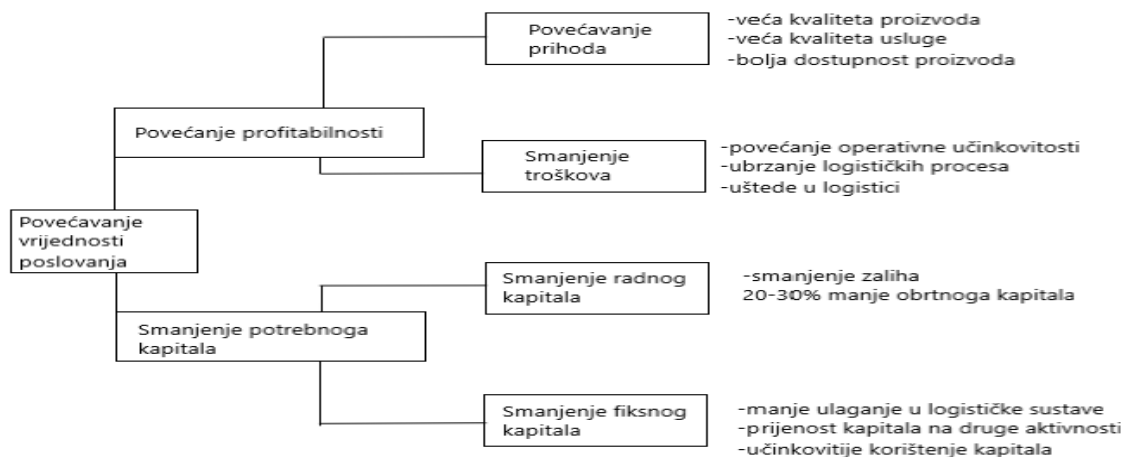 Povećavanje
prihoda
-veća kvaliteta proizvoda
-veća kvaliteta usluge
-bolja dostupnost proizvoda
Povećanje profitabilnosti
Smanjenje
troškova
-povećanje operativne učinkovitosti
-ubrzanje logističkih procesa
-uštede u logistici
Povećavanje
vrijednosti
poslovanja
Smanjenje radnog
kapitala
-smanjenje zaliha
20-30% manje obrtnoga kapitala
Smanjenje potrebnoga
kapitala
Smanjenje fiksnog
kapitala
-manje ulaganje u logističke sustave
-prijenost kapitala na druge aktivnosti
-učinkovitije korištenje kapitala